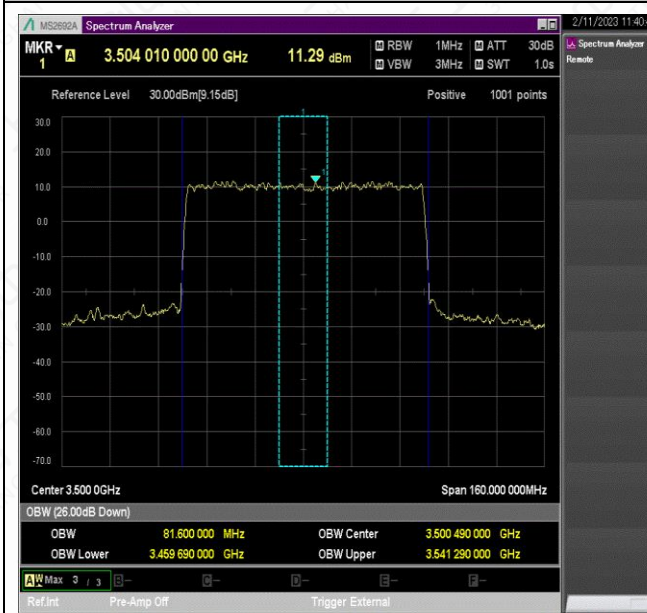 MS2692A Spectrum Analyzer
2/11/2023 11:40:
MKR 1 A 3.504 010 000 00 GHz 11.29 dBm M RBW 1MHz M ATT 30dB
M VBW 3MHz M SWT 1.0s
Spectrum Analyzer
Remote
Reference Level 30.00dBm[9.15dB] Positive 1001 points
1
30.0
20.0
10.0
1
0.0
-10.0
-20.0
-30.0
-40.0
-50.0
-60.0
-70.0
Center 3.500 0GHz Span 160.000 000MHz
OBW (26.00dB Down)
OBW 81.600 000 MHz OBW Center 3.500 490 000 GHz
OBW Lower 3.459 690 000 GHz OBW Upper 3.541 290 000 GHz
A W Max 3 / 3 B- C- D- E- F-
Ref.Int Pre-Amp Off Trigger External